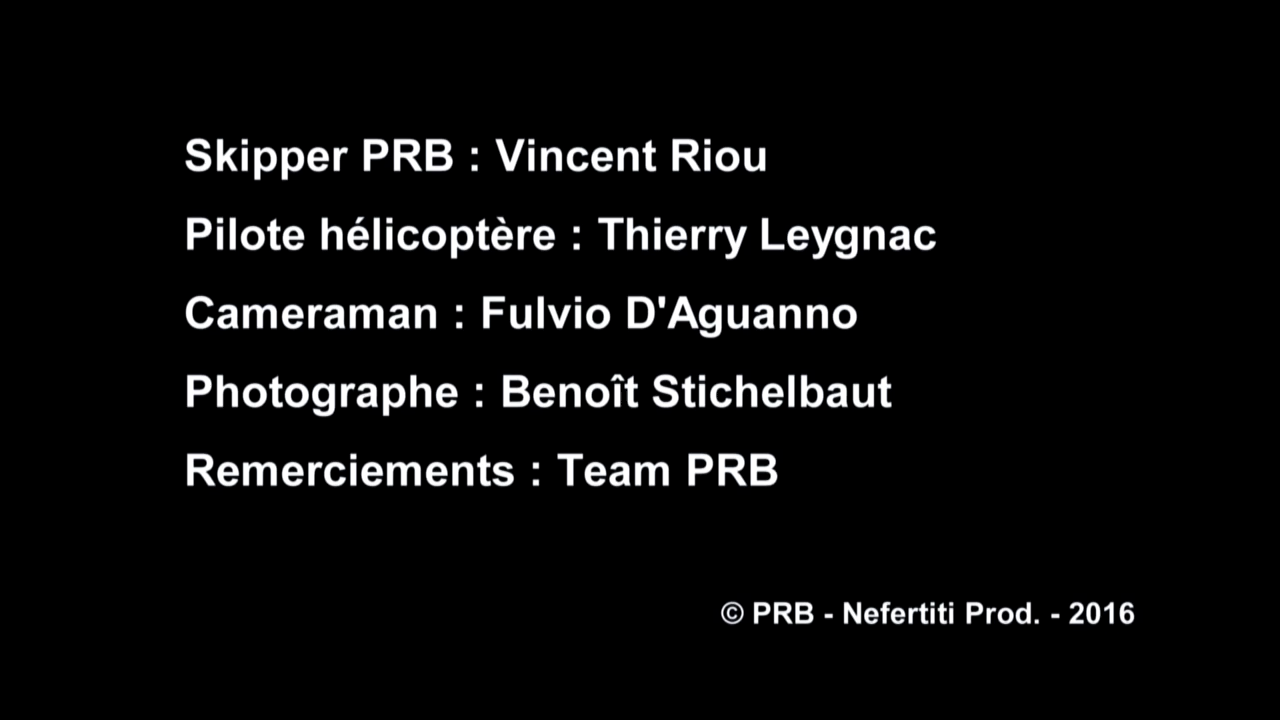 Skipper PRB : Vincent Riou
Pilote hélicoptère : Thierry Leygnac
Cameraman : Fulvio D'Aguanno
Photographe : Benoît Stichelbaut
Remerciements : Team PRB
© PRB - Nefertiti Prod. - 2016